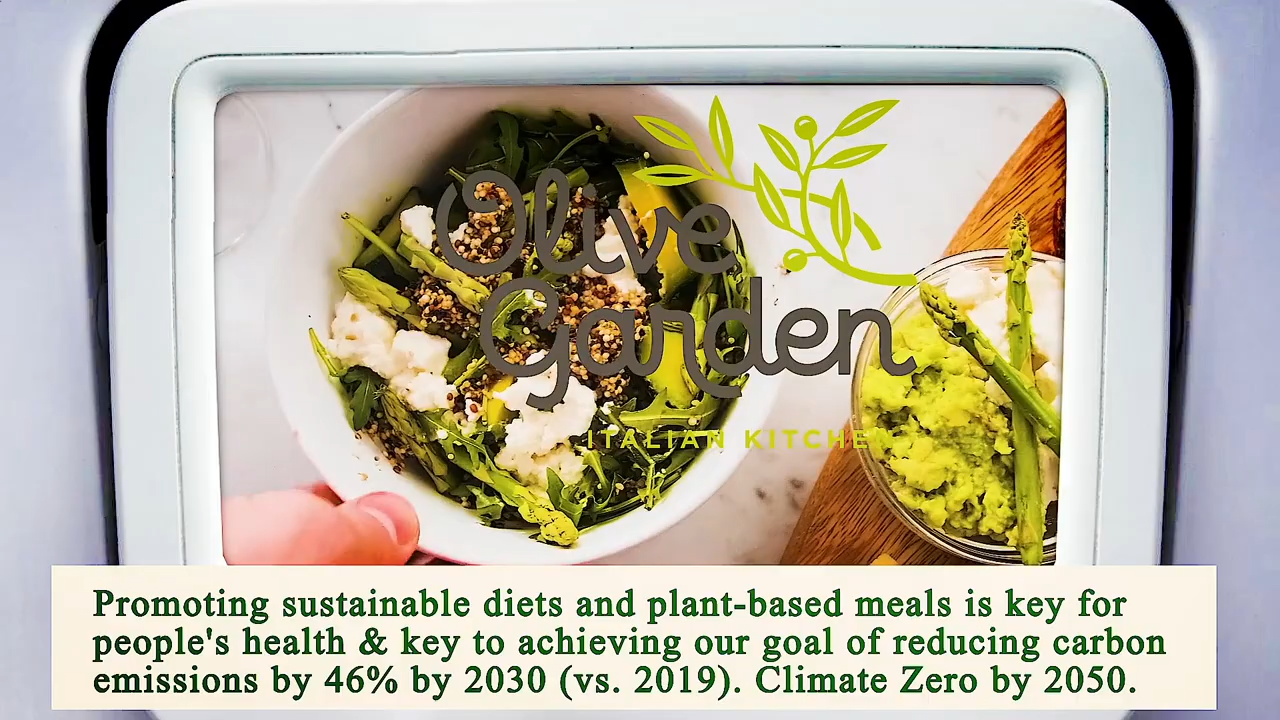 Olive
Garden
ITALIAN KITCHEN
Promoting sustainable diets and plant-based meals is key for
people's health & key to achieving our goal of reducing carbon
emissions by 46% by 2030 (vs. 2019). Climate Zero by 2050.